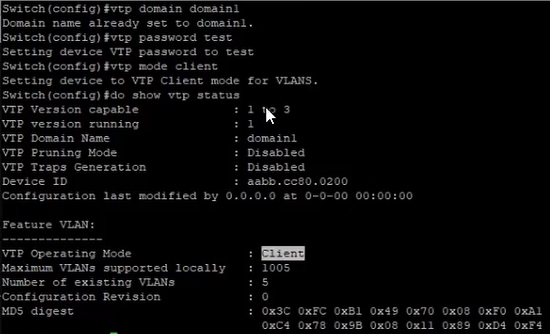 Switch(config)#vtp domain domain1
Domain name already set to domain1.
Switch(config)#vtp password test
Setting device VTP password to test
Switch(config)#vtp mode client
Setting device to VTP Client mode for VLANS.
Switch(config)#do show vtp status
VTP Version capable : 1 to 3
VTP version running : 1
VTP Domain Name : domain1
VTP Pruning Mode : Disabled
VTP Traps Generation : Disabled
Device ID : aabb.cc80.0200
Configuration last modified by 0.0.0.0 at 0-0-00 00:00:00
Feature VLAN:
--------------
VTP Operating Mode : Client
Maximum VLANs supported locally : 1005
Number of existing VLANs : 5
Configuration Revision : 0
MD5 digest : 0x3C 0xFC 0xB1 0x49 0x70 0x08 0xF0 0xA1
0xC4 0x78 0x9B 0x08 0x11 0x89 0xD4 0xF4